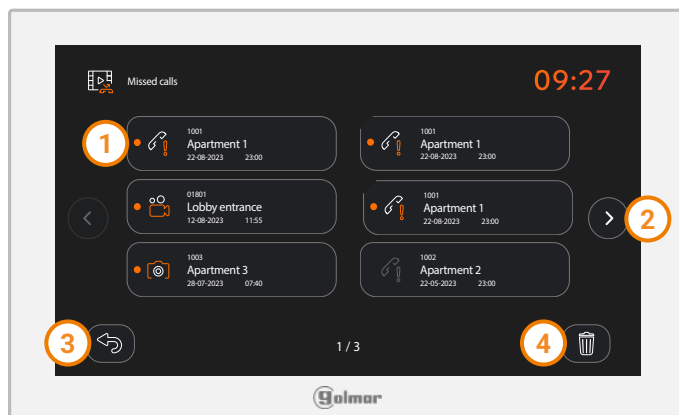 Missed calls
09:27
1
1001
Apartment 1
22-08-2023 23:00
1001
Apartment 1
22-08-2023 23:00
01801
Lobby entrance
12-08-2023 11:55
1001
Apartment 1
22-08-2023 23:00
2
1003
Apartment 3
28-07-2023 07:40
1002
Apartment 2
22-05-2023 23:00
3
1 / 3
4
golmar